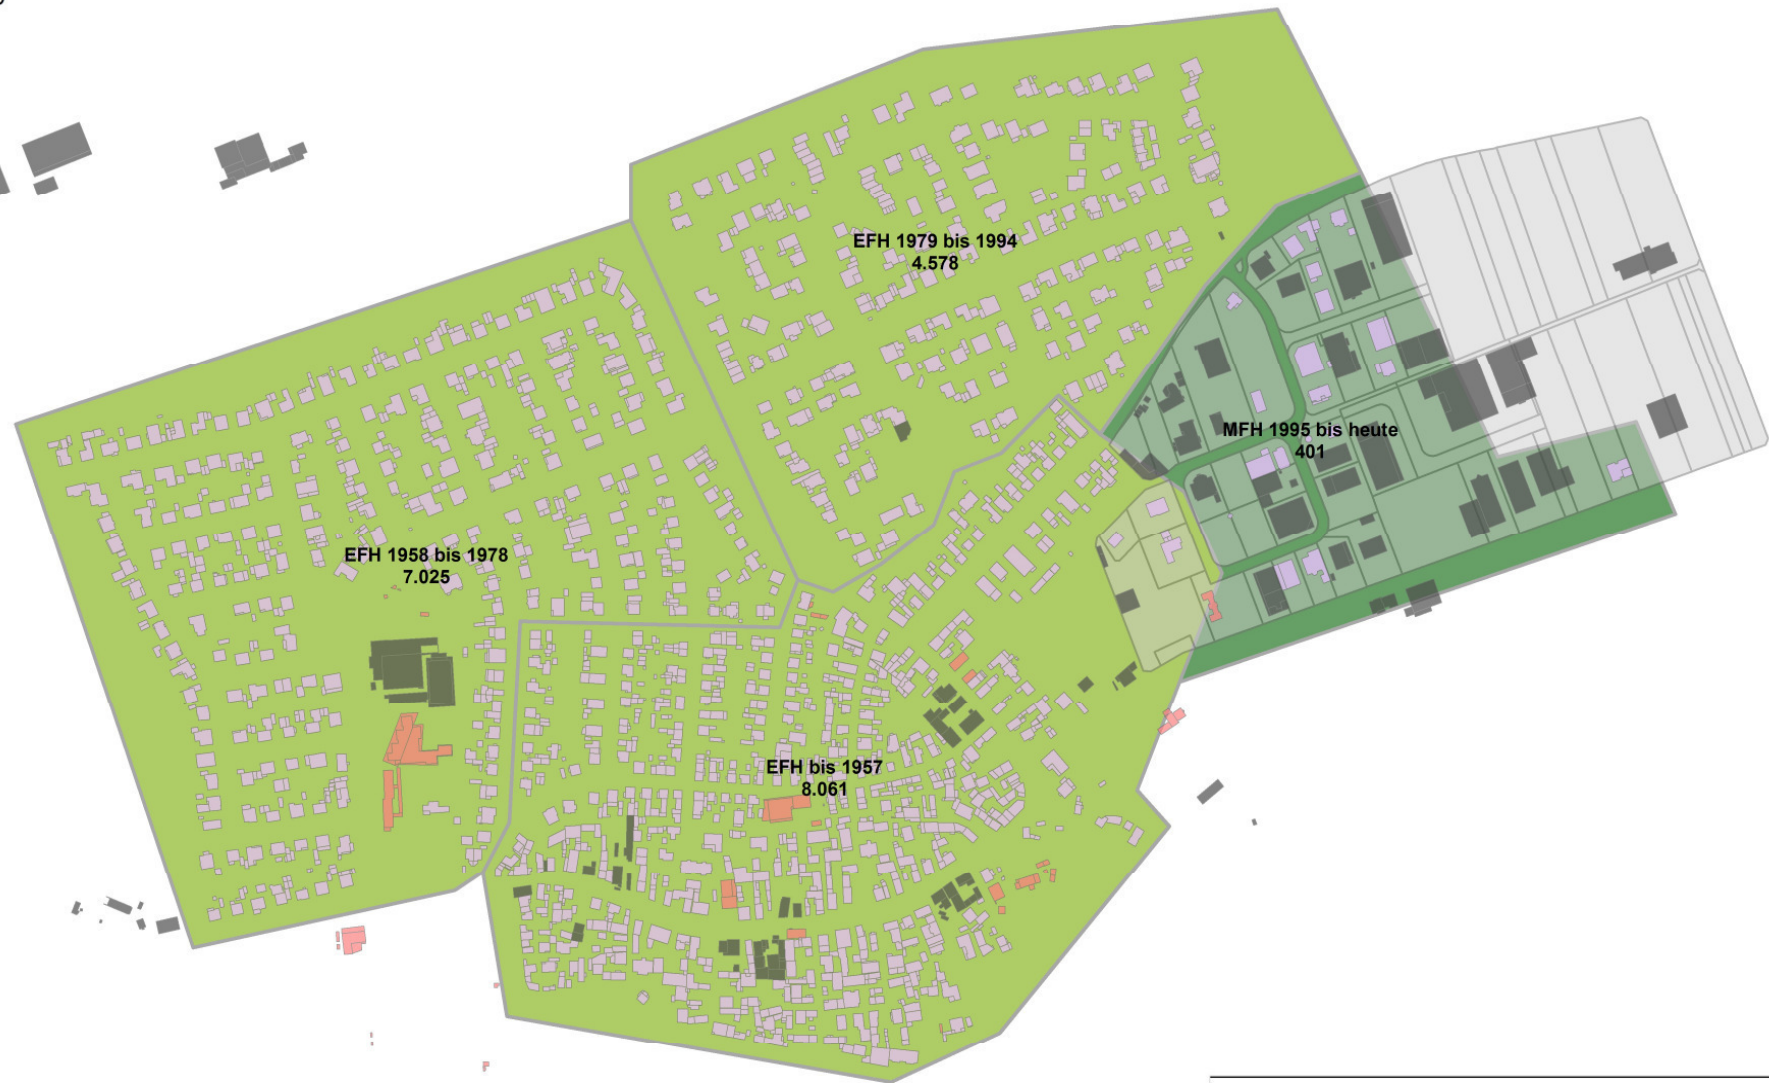 EFH 1979 bis 1994
4.578
MFH 1995 bis heute
401
EFH 1958 bis 1978
7.025
EFH bis 1957
8.061